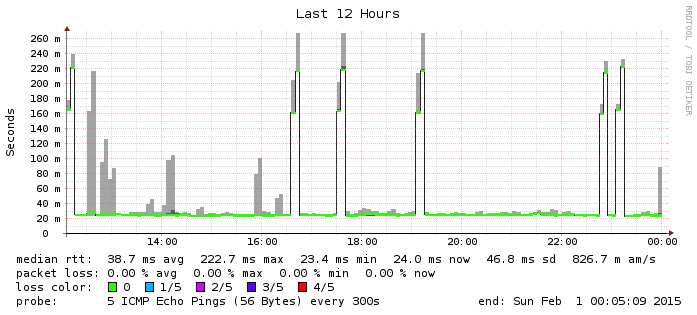 Last 12 Hours
RRDTOOL / TOBI OETIKER
Seconds
260 m
240 m
220 m
200 m
180 m
160 m
140 m
120 m
100 m
80 m
60 m
40 m
20 m
0
14:00 16:00 18:00 20:00 22:00 00:00
median rtt: 38.7 ms avg 222.7 ms max 23.4 ms min 24.0 ms now 46.8 ms sd 826.7 m am/s
packet loss: 0.00 % avg 0.00 % max 0.00 % min 0.00 % now
loss color: 0 1/5 2/5 3/5 4/5
probe: 5 ICMP Echo Pings (56 Bytes) every 300s end: Sun Feb 1 00:05:09 2015